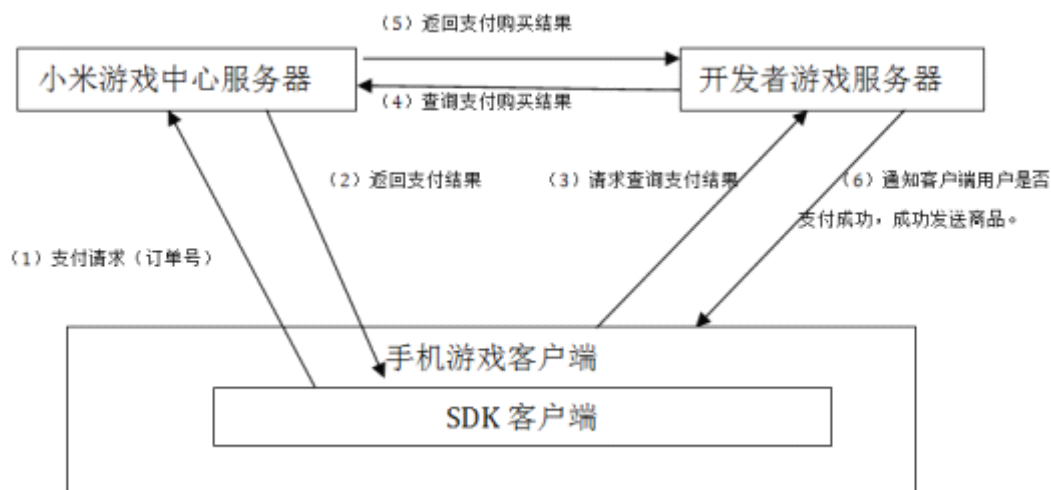 （5）返回支付购买结果
小米游戏中心服务器
开发者游戏服务器
（4）查询支付购买结果
（2）返回支付结果
（3）请求查询支付结果
（6）通知客户端用户是否
支付成功，成功发送商品。
（1）支付请求（订单号）
手机游戏客户端
SDK 客户端